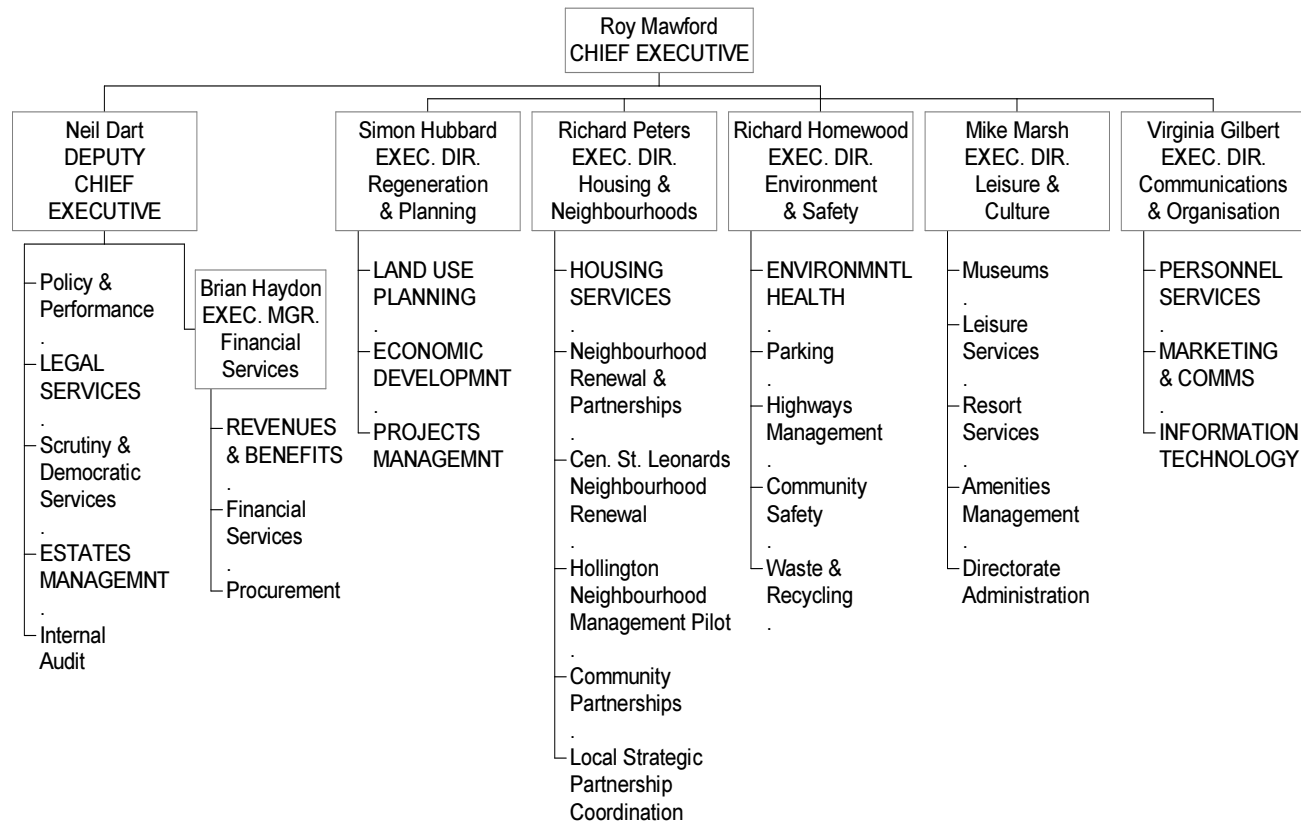 Roy Mawford
CHIEF EXECUTIVE
Neil Dart
DEPUTY
CHIEF
EXECUTIVE
Policy &
Performance
.
LEGAL
SERVICES
.
Scrutiny &
Democratic
Services
.
ESTATES
MANAGEMNT
.
Internal
Audit
Brian Haydon
EXEC. MGR.
Financial
Services
REVENUES
& BENEFITS
.
Financial
Services
.
Procurement
Simon Hubbard
EXEC. DIR.
Regeneration
& Planning
LAND USE
PLANNING
.
ECONOMIC
DEVELOPMNT
.
PROJECTS
MANAGEMNT
Richard Peters
EXEC. DIR.
Housing &
Neighbourhoods
HOUSING
SERVICES
.
Neighbourhood
Renewal &
Partnerships
.
Cen. St. Leonards
Neighbourhood
Renewal
.
Hollington
Neighbourhood
Management Pilot
.
Community
Partnerships
.
Local Strategic
Partnership
Coordination
Richard Homewood
EXEC. DIR.
Environment
& Safety
ENVIRONMNTL
HEALTH
.
Parking
.
Highways
Management
.
Community
Safety
.
Waste &
Recycling
.
Mike Marsh
EXEC. DIR.
Leisure &
Culture
Museums
.
Leisure
Services
.
Resort
Services
.
Amenities
Management
.
Directorate
Administration
Virginia Gilbert
EXEC. DIR.
Communications
& Organisation
PERSONNEL
SERVICES
.
MARKETING
& COMMS
.
INFORMATION
TECHNOLOGY